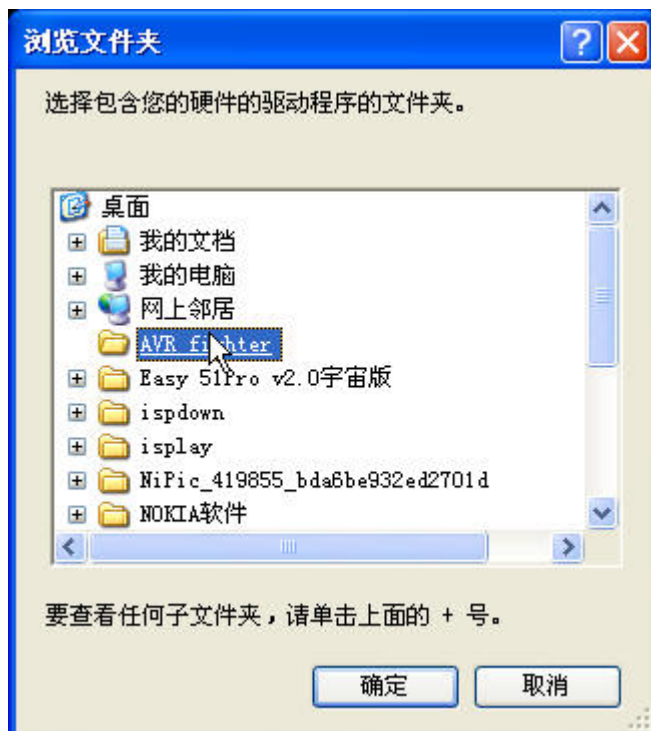 浏览文件夹
选择包含您的硬件的驱动程序的文件夹。
桌面
我的文档
我的电脑
网上邻居
AVR fighter
Easy 51Pro v2.0宇宙版
ispdown
isplay
NiPic_419855_bda6be932ed2701d
NOKIA软件
要查看任何子文件夹，请单击上面的 + 号。
确定 取消